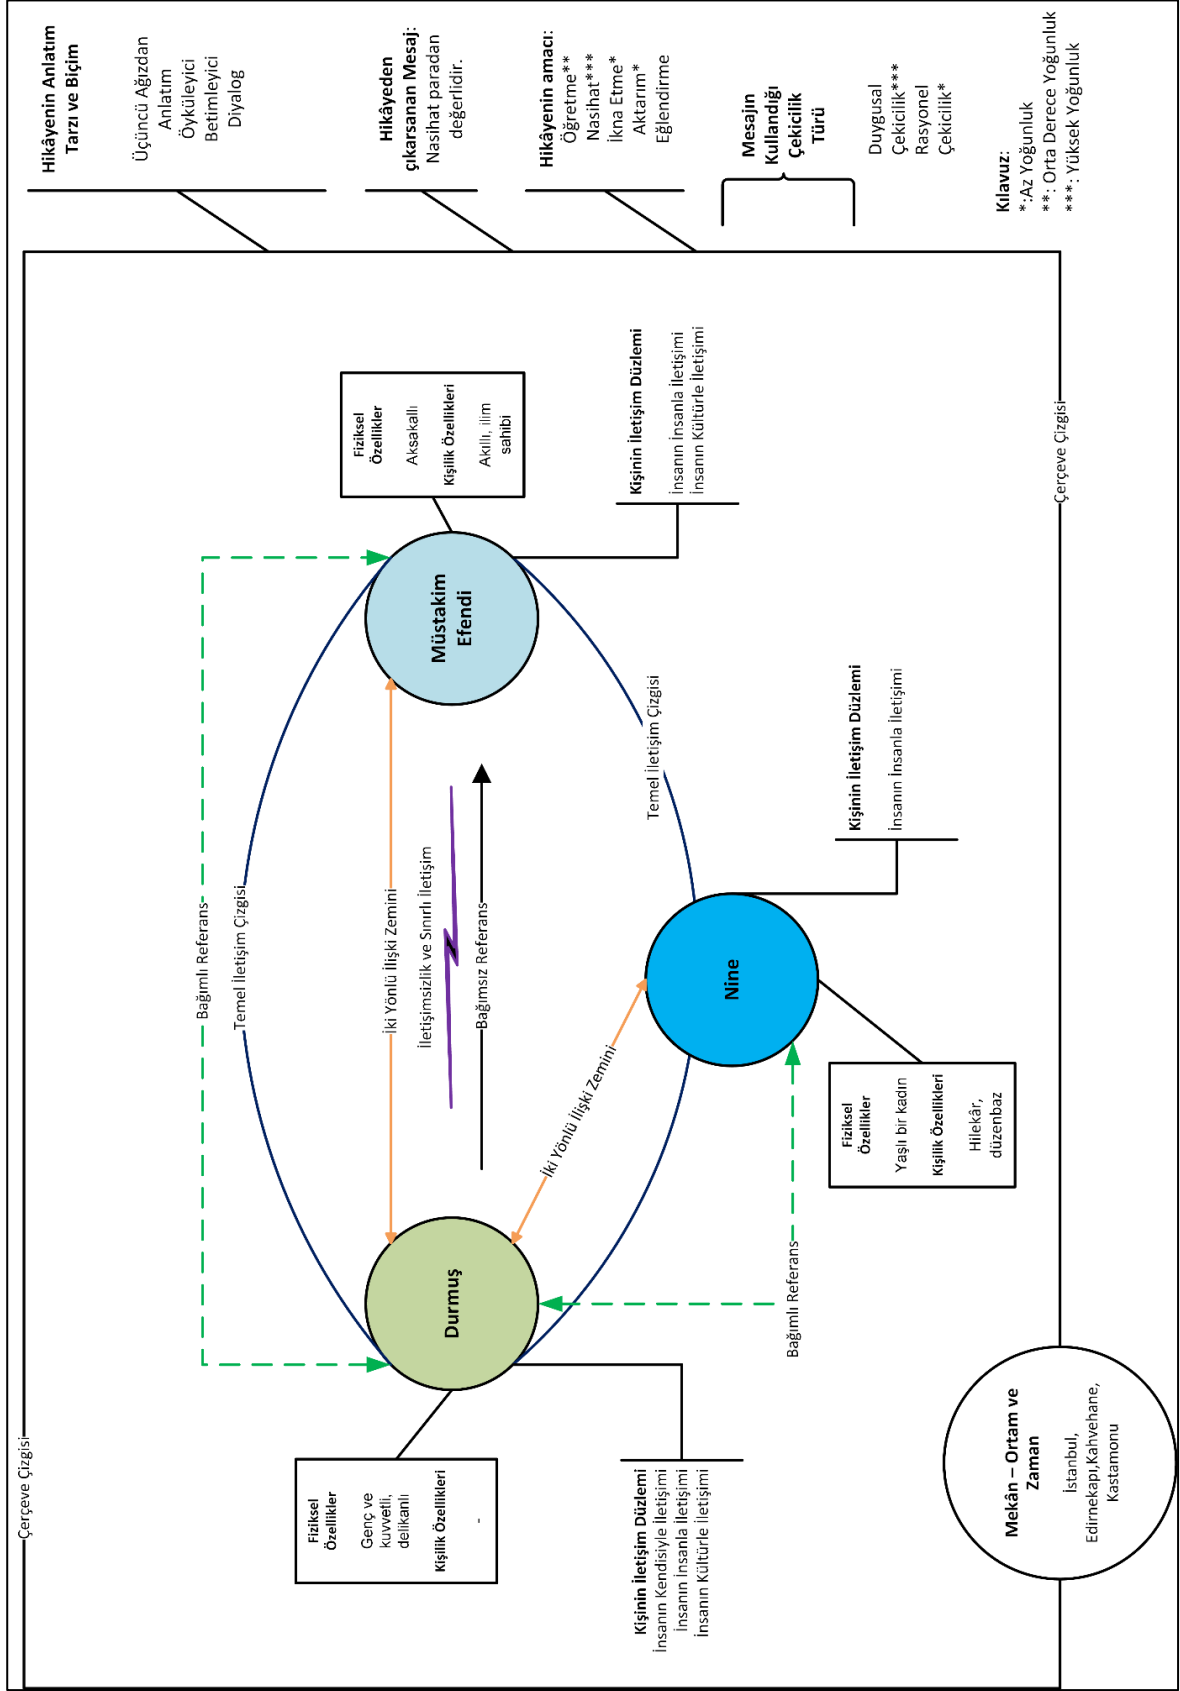 Çerçeve Çizgisi
Fiziksel
Özellikler
Genç ve
kuvvetli,
delikanlı
Kişilik Özellikleri
-
Kişinin İletişim Düzlemi
İnsanın Kendisiyle İletişimi
İnsanın İnsanla İletişimi
İnsanın Kültürle İletişimi
Durmuş
Bağımlı Referans
Temel İletişim Çizgisi
İki Yönlü İlişki Zemini
İletişimsizlik ve Sınırlı İletişim
Bağımsız Referans
İki Yönlü İlişki Zemini
Bağımlı Referans
Nine
Fiziksel
Özellikler
Yaşlı bir kadın
Kişilik Özellikleri
Hilekâr,
düzenbaz
Kişinin İletişim Düzlemi
İnsanın İnsanla İletişimi
Temel İletişim Çizgisi
Müstakim
Efendi
Fiziksel
Özellikler
Aksakallı
Kişilik Özellikleri
Akıllı, ilim
sahibi
Kişinin İletişim Düzlemi
İnsanın İnsanla İletişimi
İnsanın Kültürle İletişimi
Çerçeve Çizgisi
Mekân – Ortam ve
Zaman
İstanbul,
Edirnekapı,Kahvehane,
Kastamonu
Hikâyenin Anlatım
Tarzı ve Biçim
Üçüncü Ağızdan
Anlatım
Öyküleyici
Betimleyici
Diyalog
Hikâyeden
çıkarsanan Mesaj:
Nasihat paradan
değerlidir.
Hikâyenin amacı:
Öğretme**
Nasihat***
İkna Etme*
Aktarım*
Eğlendirme
Mesajın
Kullandığı
Çekicilik
Türü
Duygusal
Çekicilik***
Rasyonel
Çekicilik*
Kılavuz:
*:Az Yoğunluk
**: Orta Derece Yoğunluk
***: Yüksek Yoğunluk